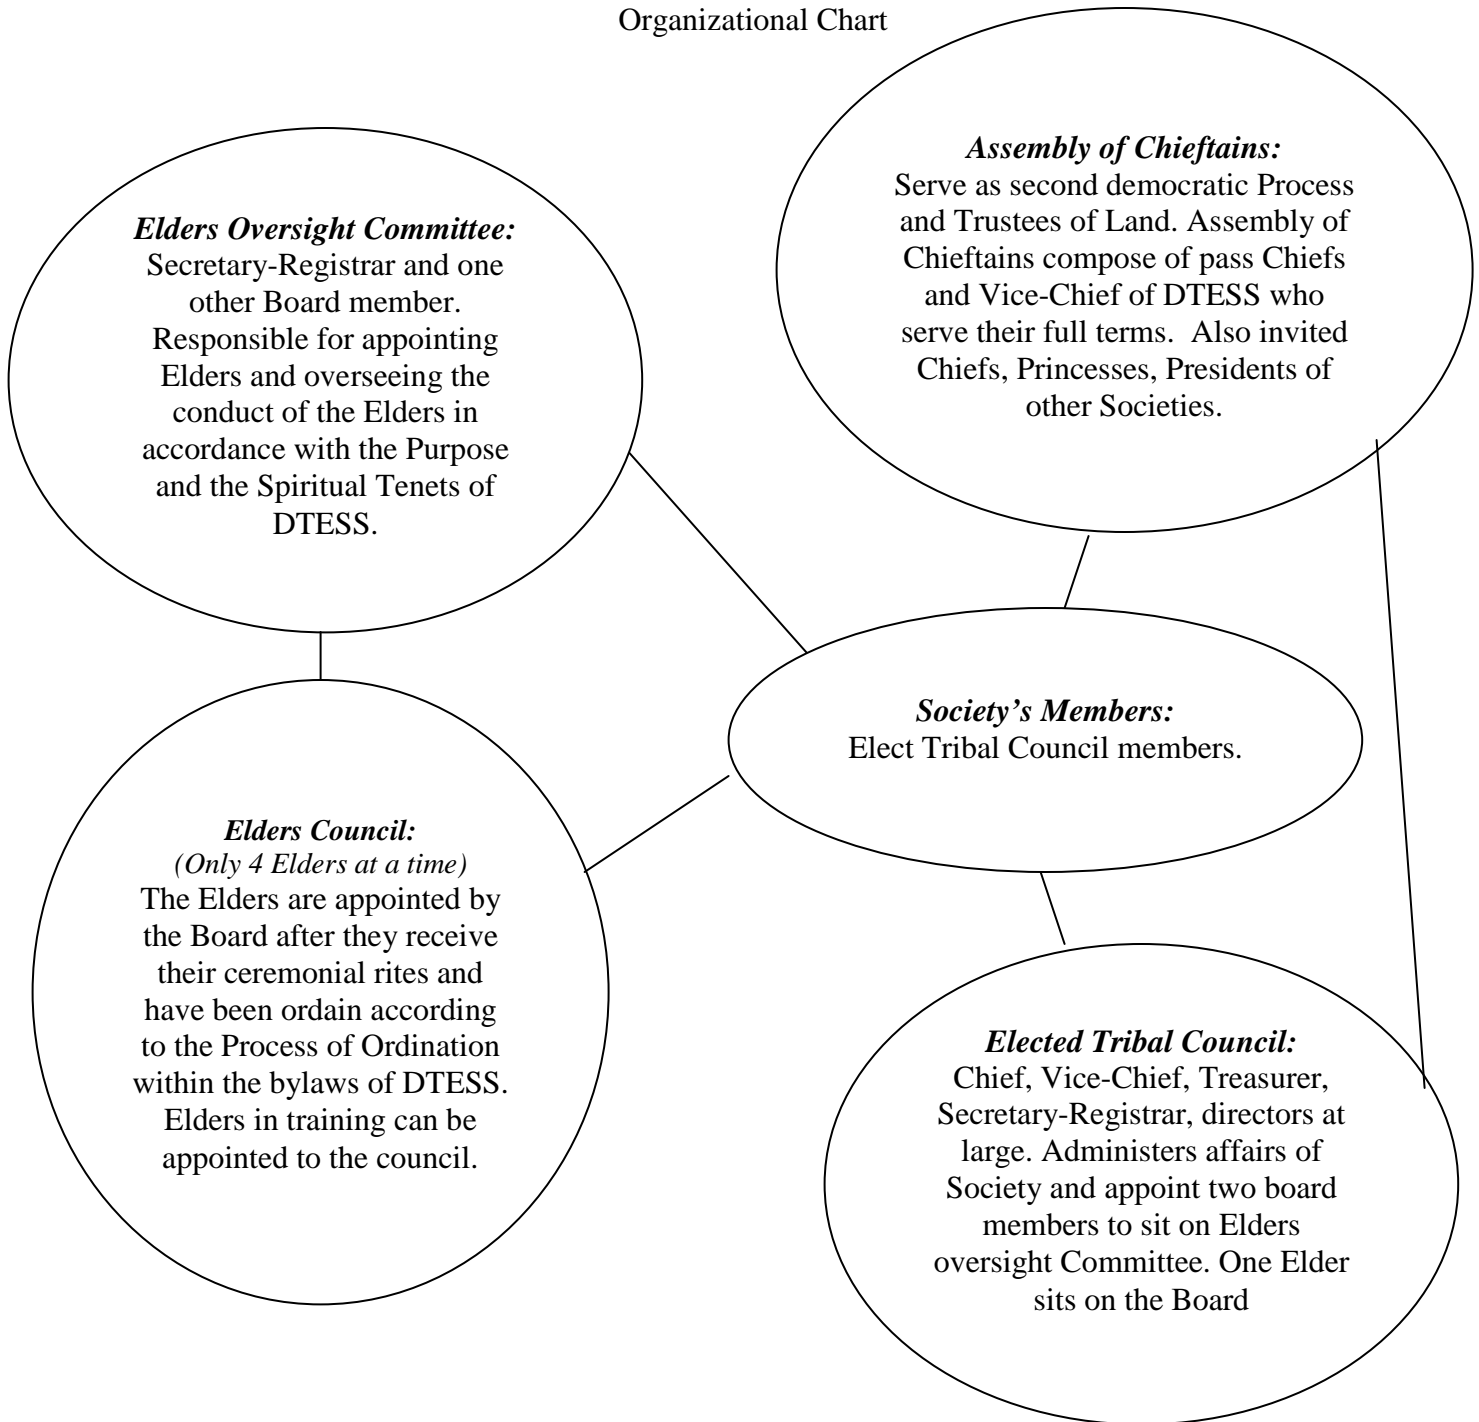 Organizational Chart
Assembly of Chieftains:
Serve as second democratic Process
and Trustees of Land. Assembly of
Chieftains compose of pass Chiefs
and Vice-Chief of DTESS who
serve their full terms.  Also invited
Chiefs, Princesses, Presidents of
other Societies.
Elders Oversight Committee:
Secretary-Registrar and one
other Board member.
Responsible for appointing
Elders and overseeing the
conduct of the Elders in
accordance with the Purpose
and the Spiritual Tenets of
DTESS.
Society’s Members:
Elect Tribal Council members.
Elders Council:
(Only 4 Elders at a time)
The Elders are appointed by
the Board after they receive
their ceremonial rites and
have been ordain according
to the Process of Ordination
within the bylaws of DTESS.
Elders in training can be
appointed to the council.
Elected Tribal Council:
Chief, Vice-Chief, Treasurer,
Secretary-Registrar, directors at
large. Administers affairs of
Society and appoint two board
members to sit on Elders
oversight Committee. One Elder
sits on the Board